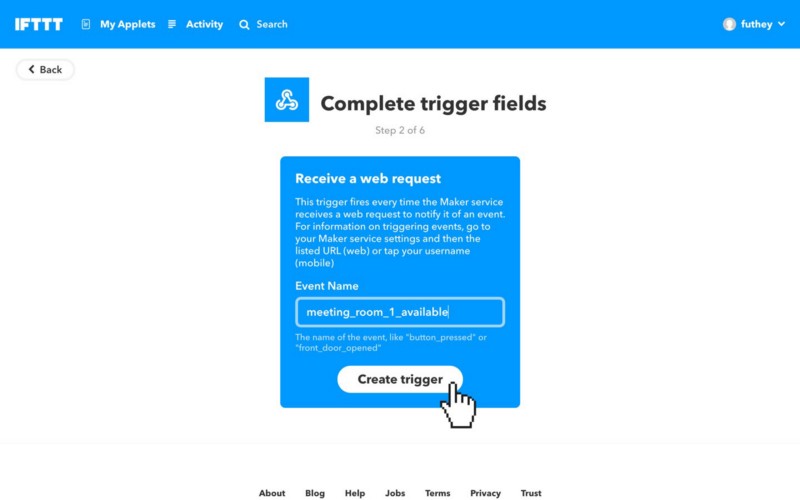 IFTTT My Applets Activity Search futhey
Back
Complete trigger fields
Step 2 of 6
Receive a web request
This trigger fires every time the Maker service
receives a web request to notify it of an event.
For information on triggering events, go to
your Maker service settings and then the
listed URL (web) or tap your username
(mobile)
Event Name
meeting_room_1_available
The name of the event, like "button_pressed" or
"front_door_opened"
Create trigger
About Blog Help Jobs Terms Privacy Trust